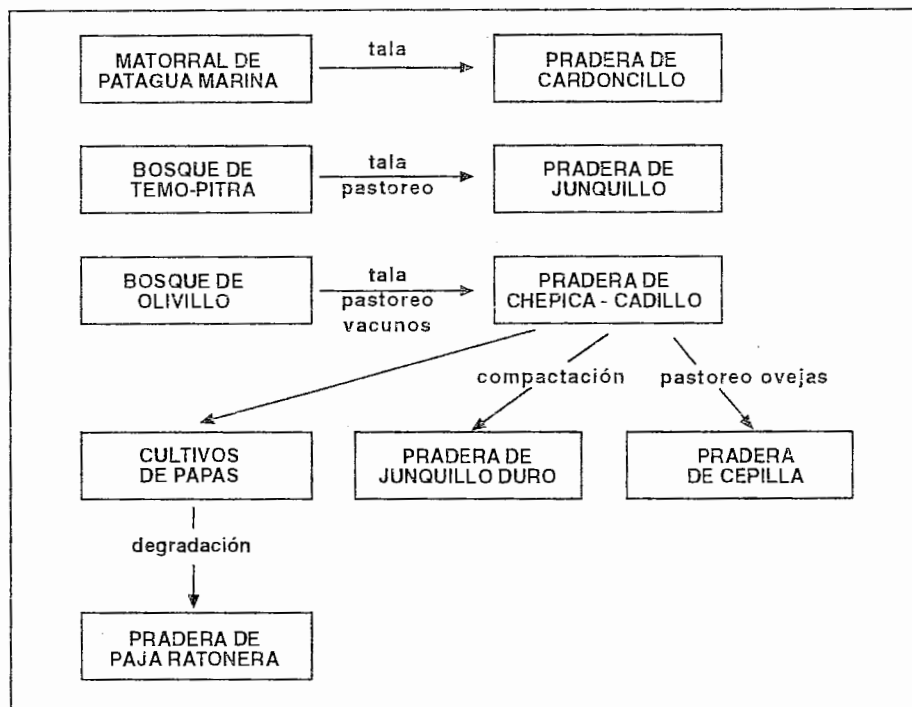 MATORRAL DE
PATAGUA MARINA
tala
PRADERA DE
CARDONCILLO
BOSQUE DE
TEMO-PITRA
tala
pastoreo
PRADERA DE
JUNQUILLO
BOSQUE DE
OLIVILLO
tala
pastoreo
vacunos
PRADERA DE
CHEPICA - CADILLO
compactación
pastoreo ovejas
CULTIVOS
DE PAPAS
PRADERA DE
JUNQUILLO DURO
PRADERA
DE CEPILLA
degradación
PRADERA DE
PAJA RATONERA